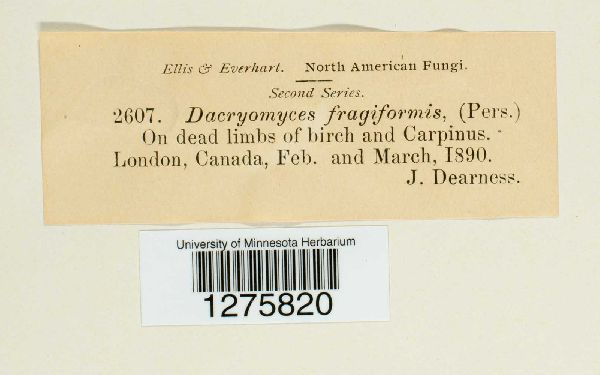 Ellis & Everhart. North American Fungi.
Second Series.
2607. Dacryomyces fragiformis, (Pers.)
On dead limbs of birch and Carpinus.
London, Canada, Feb. and March, 1890.
J. Dearness.
University of Minnesota Herbarium
1275820